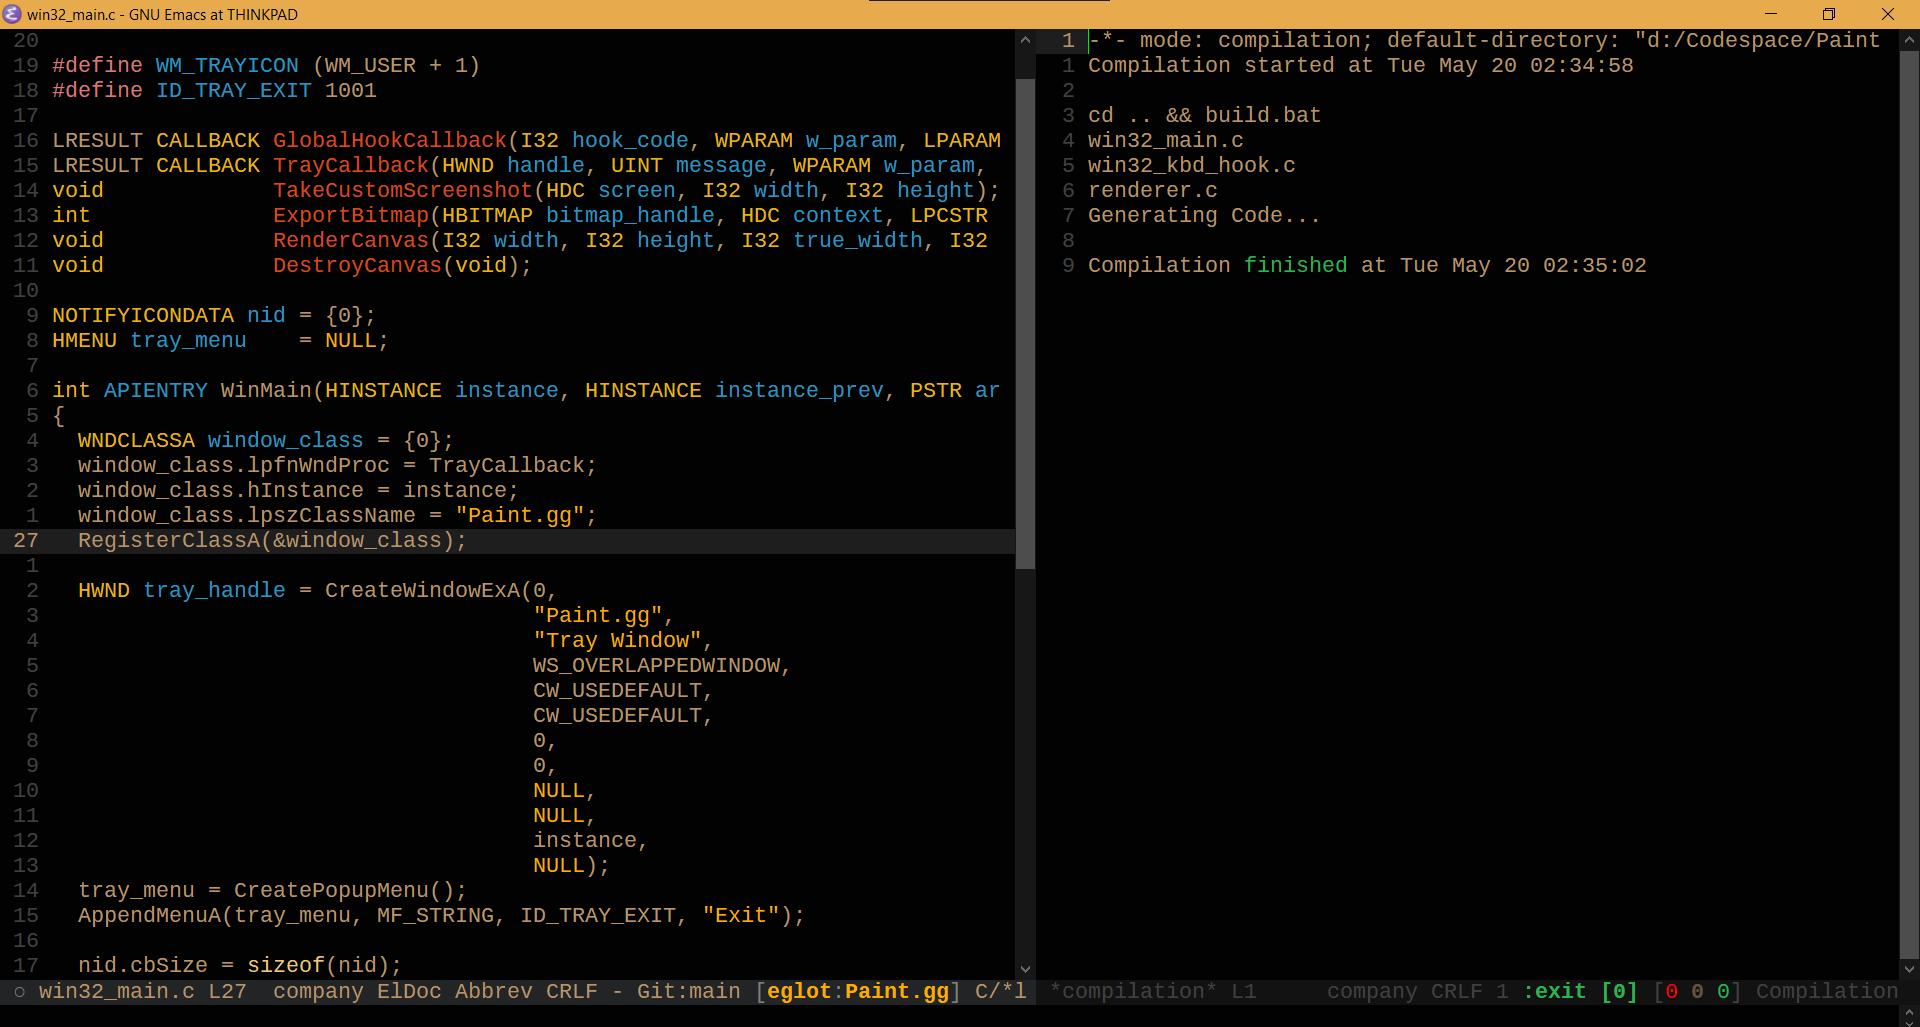 win32_main.c - GNU Emacs at THINKPAD
20
19 #define WM_TRAYICON (WM_USER + 1)
18 #define ID_TRAY_EXIT 1001
17
16 LRESULT CALLBACK GlobalHookCallback(I32 hook_code, WPARAM w_param, LPARAM
15 LRESULT CALLBACK TrayCallback(HWND handle, UINT message, WPARAM w_param,
14 void             TakeCustomScreenshot(HDC screen, I32 width, I32 height);
13 int              ExportBitmap(HBITMAP bitmap_handle, HDC context, LPCSTR
12 void             RenderCanvas(I32 width, I32 height, I32 true_width, I32
11 void             DestroyCanvas(void);
10
9 NOTIFYICONDATA nid = {0};
8 HMENU tray_menu    = NULL;
7
6 int APIENTRY WinMain(HINSTANCE instance, HINSTANCE instance_prev, PSTR ar
5 {
4   WNDCLASSA window_class = {0};
3   window_class.lpfnWndProc = TrayCallback;
2   window_class.hInstance = instance;
1   window_class.lpszClassName = "Paint.gg";
27   RegisterClassA(&window_class);
1
2   HWND tray_handle = CreateWindowExA(0,
3                                      "Paint.gg",
4                                      "Tray Window",
5                                      WS_OVERLAPPEDWINDOW,
6                                      CW_USEDEFAULT,
7                                      CW_USEDEFAULT,
8                                      0,
9                                      0,
10                                     NULL,
11                                     NULL,
12                                     instance,
13                                     NULL);
14   tray_menu = CreatePopupMenu();
15   AppendMenuA(tray_menu, MF_STRING, ID_TRAY_EXIT, "Exit");
16
17   nid.cbSize = sizeof(nid);
win32_main.c L27  company ElDoc Abbrev CRLF - Git:main [eglot:Paint.gg] C/*l
1 -*- mode: compilation; default-directory: "d:/Codespace/Paint
1 Compilation started at Tue May 20 02:34:58
2
3 cd .. && build.bat
4 win32_main.c
5 win32_kbd_hook.c
6 renderer.c
7 Generating Code...
8
9 Compilation finished at Tue May 20 02:35:02
*compilation* L1      company CRLF 1 :exit [0] [0 0 0] Compilation